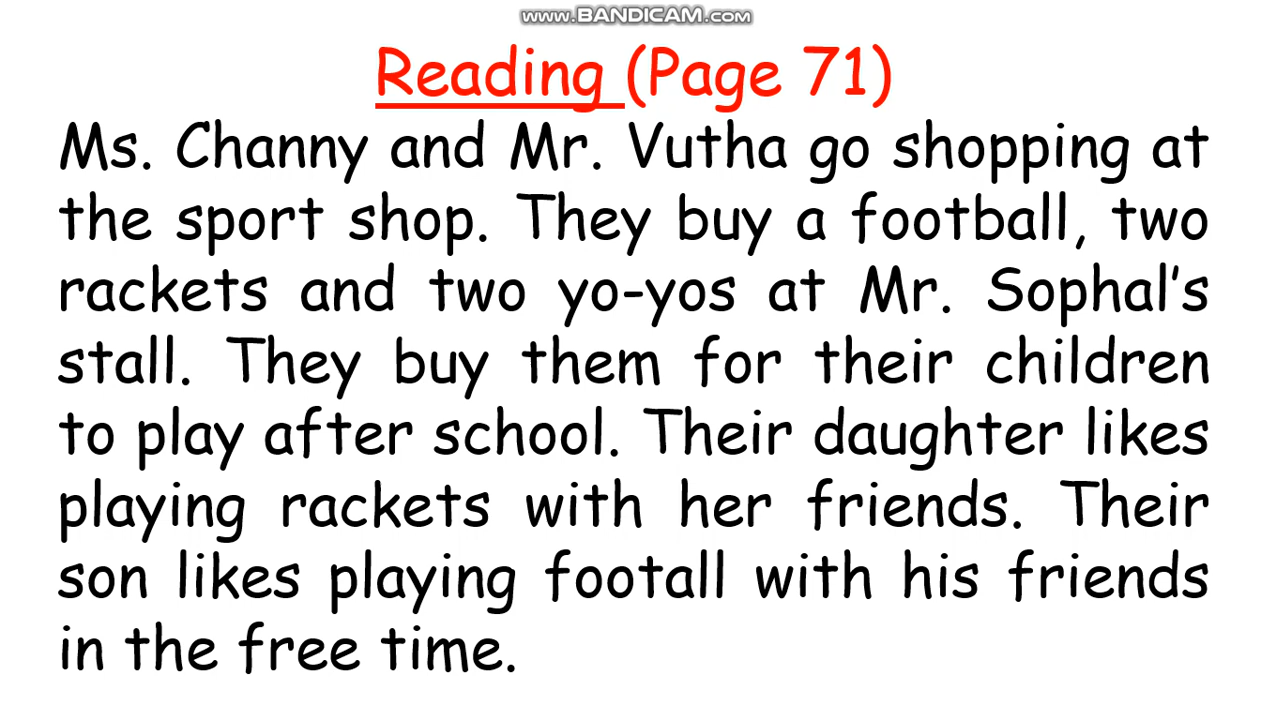 www.BANDICAM.com
Reading (Page 71)
Ms. Channy and Mr. Vutha go shopping at
the sport shop. They buy a football, two
rackets and two yo-yos at Mr. Sophal’s
stall. They buy them for their children
to play after school. Their daughter likes
playing rackets with her friends. Their
son likes playing footall with his friends
in the free time.